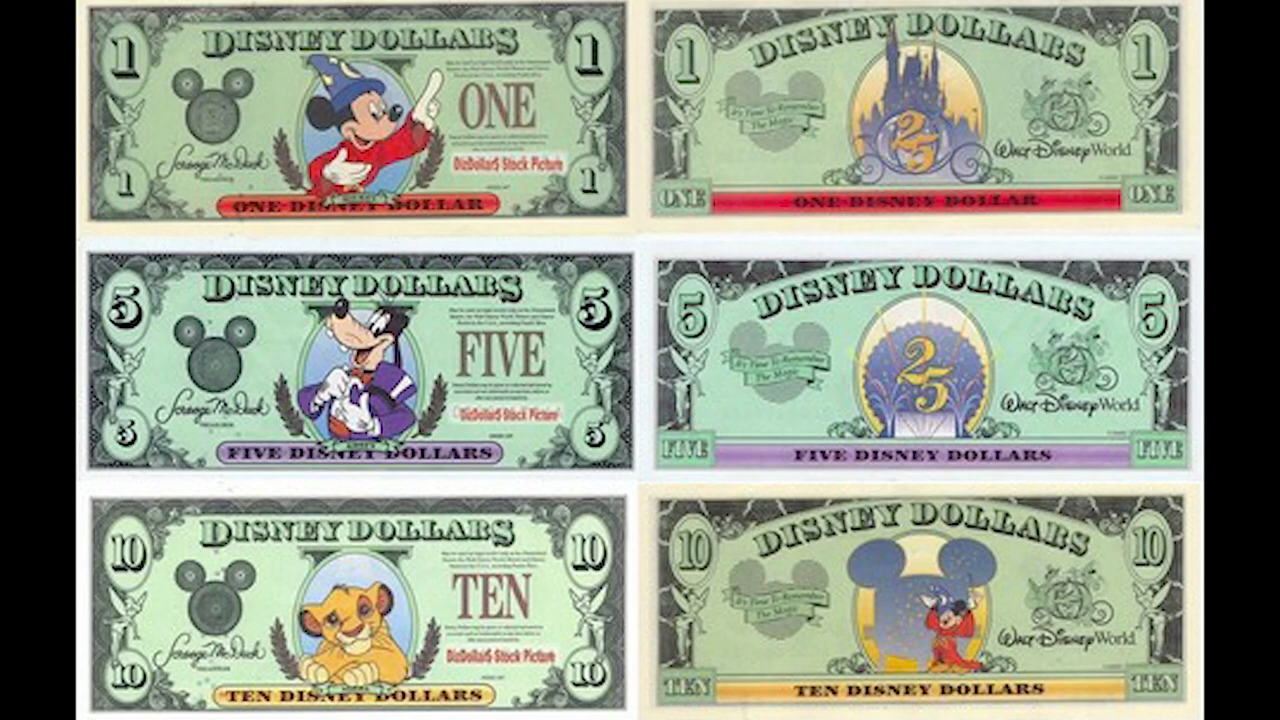 1 DISNEY DOLLARS 1
ONE
Scrooge McDuck
DizDollar$ Stock Picture
1 1
ONE DISNEY DOLLAR
1 DISNEY DOLLARS 1
It's Time To Remember
The Magic
25
Walt Disney World
ONE ONE DISNEY DOLLAR ONE
5 DISNEY DOLLARS 5
FIVE
Scrooge McDuck
DizDollar$ Stock Picture
5 5
FIVE DISNEY DOLLARS
5 DISNEY DOLLARS 5
It's Time To Remember
The Magic
25
Walt Disney World
FIVE FIVE DISNEY DOLLARS FIVE
10 DISNEY DOLLARS 10
TEN
Scrooge McDuck
DizDollar$ Stock Picture
10 10
TEN DISNEY DOLLARS
10 DISNEY DOLLARS 10
It's Time To Remember
The Magic
Walt Disney World
TEN TEN DISNEY DOLLARS TEN